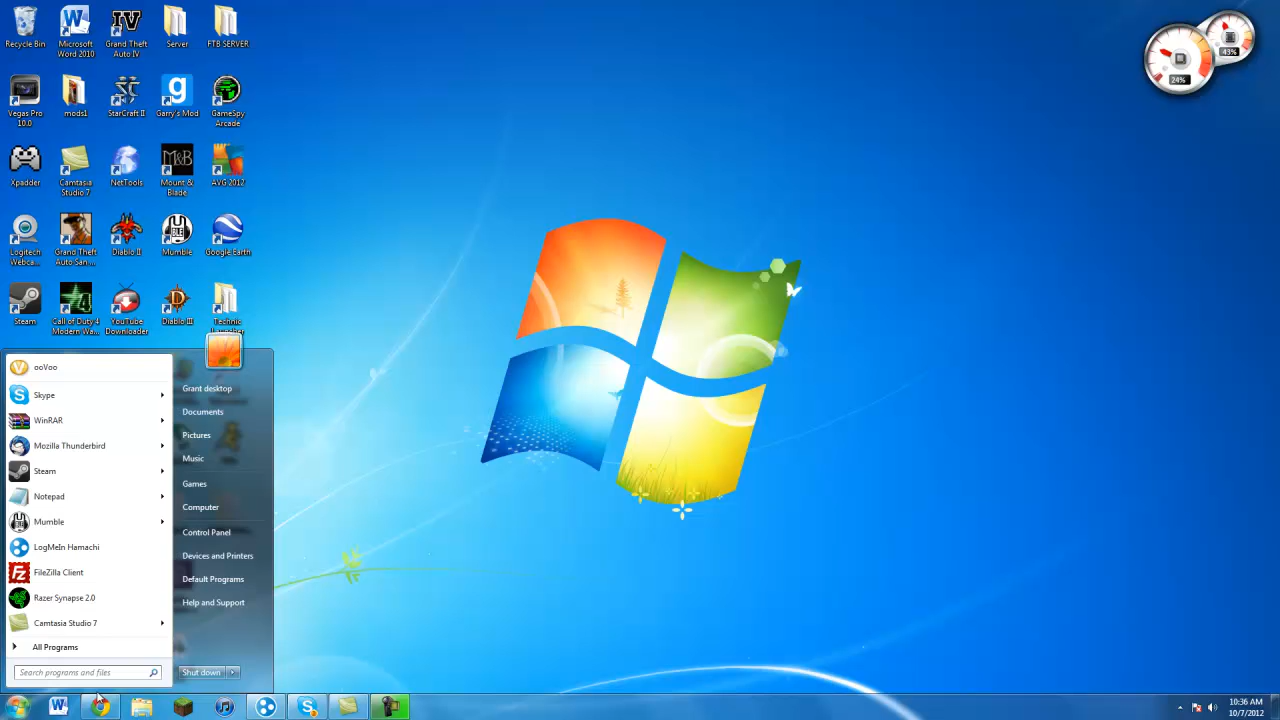 Recycle Bin
Microsoft
Word 2010
Grand Theft
Auto IV
Server
FTB SERVER
Vegas Pro
10.0
mods1
StarCraft II
Garry's Mod
GameSpy
Arcade
Xpadder
Camtasia
Studio 7
NetTools
Mount &
Blade
AVG 2012
Logitech
Webca...
Grand Theft
Auto San...
Diablo II
Mumble
Google Earth
Steam
Call of Duty 4
Modern Wa...
YouTube
Downloader
Diablo III
Technic
Launcher
24%
43%
ooVoo
Skype
WinRAR
Mozilla Thunderbird
Steam
Notepad
Mumble
LogMeIn Hamachi
FileZilla Client
Razer Synapse 2.0
Camtasia Studio 7
All Programs
Search programs and files
Grant desktop
Documents
Pictures
Music
Games
Computer
Control Panel
Devices and Printers
Default Programs
Help and Support
Shut down
10:36 AM
10/7/2012